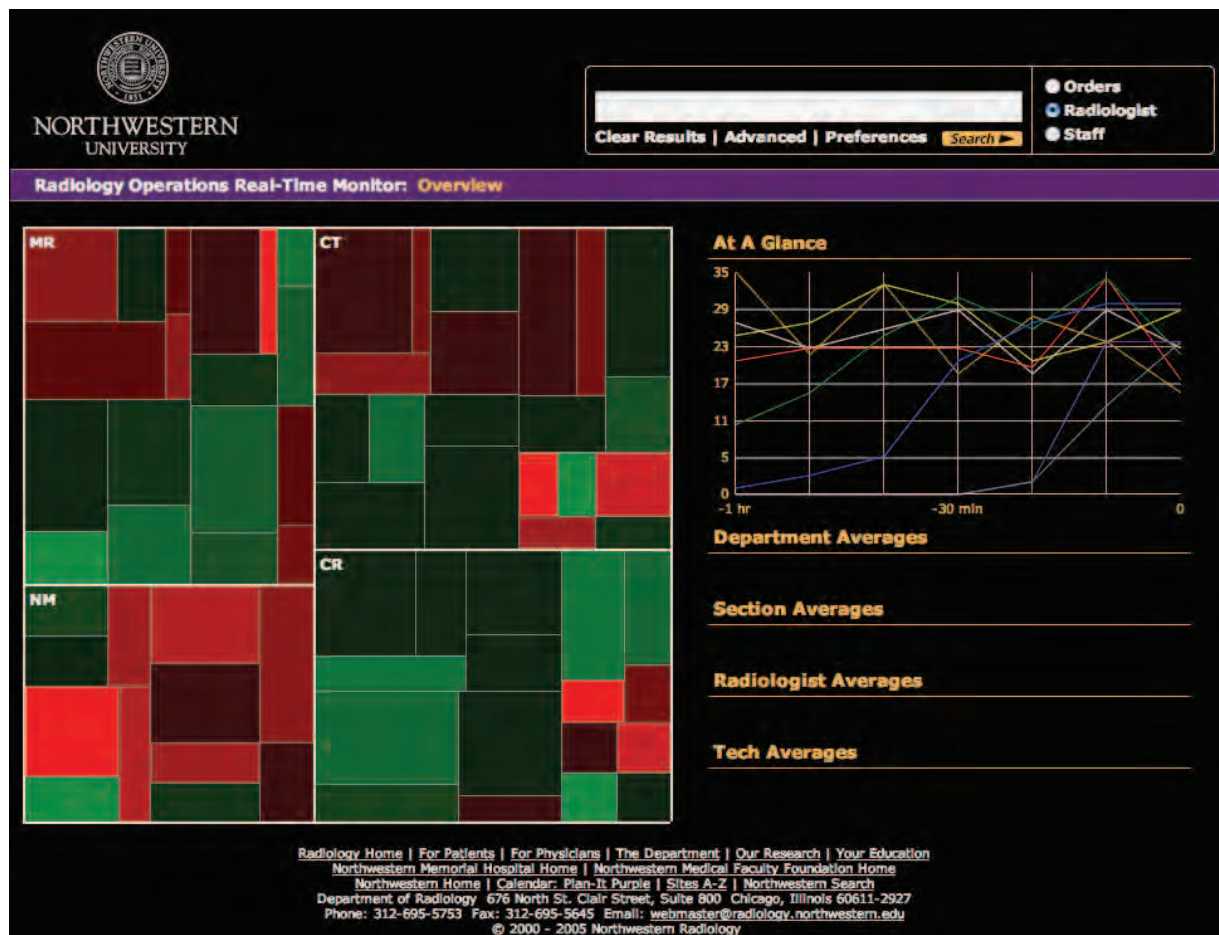 NORTHWESTERN UNIVERSITY · 1851 ·
NORTHWESTERN
UNIVERSITY
Clear Results | Advanced | Preferences
Search
Orders
Radiologist
Staff
Radiology Operations Real-Time Monitor: Overview
MR
CT
NM
CR
At A Glance
35
29
23
17
11
5
0
-1 hr
-30 min
0
Department Averages
Section Averages
Radiologist Averages
Tech Averages
Radiology Home | For Patients | For Physicians | The Department | Our Research | Your Education
Northwestern Memorial Hospital Home | Northwestern Medical Faculty Foundation Home
Northwestern Home | Calendar: Plan-It Purple | Sites A-Z | Northwestern Search
Department of Radiology 676 North St. Clair Street, Suite 800 Chicago, Illinois 60611-2927
Phone: 312-695-5753 Fax: 312-695-5645 Email: webmaster@radiology.northwestern.edu
© 2000 - 2005 Northwestern Radiology